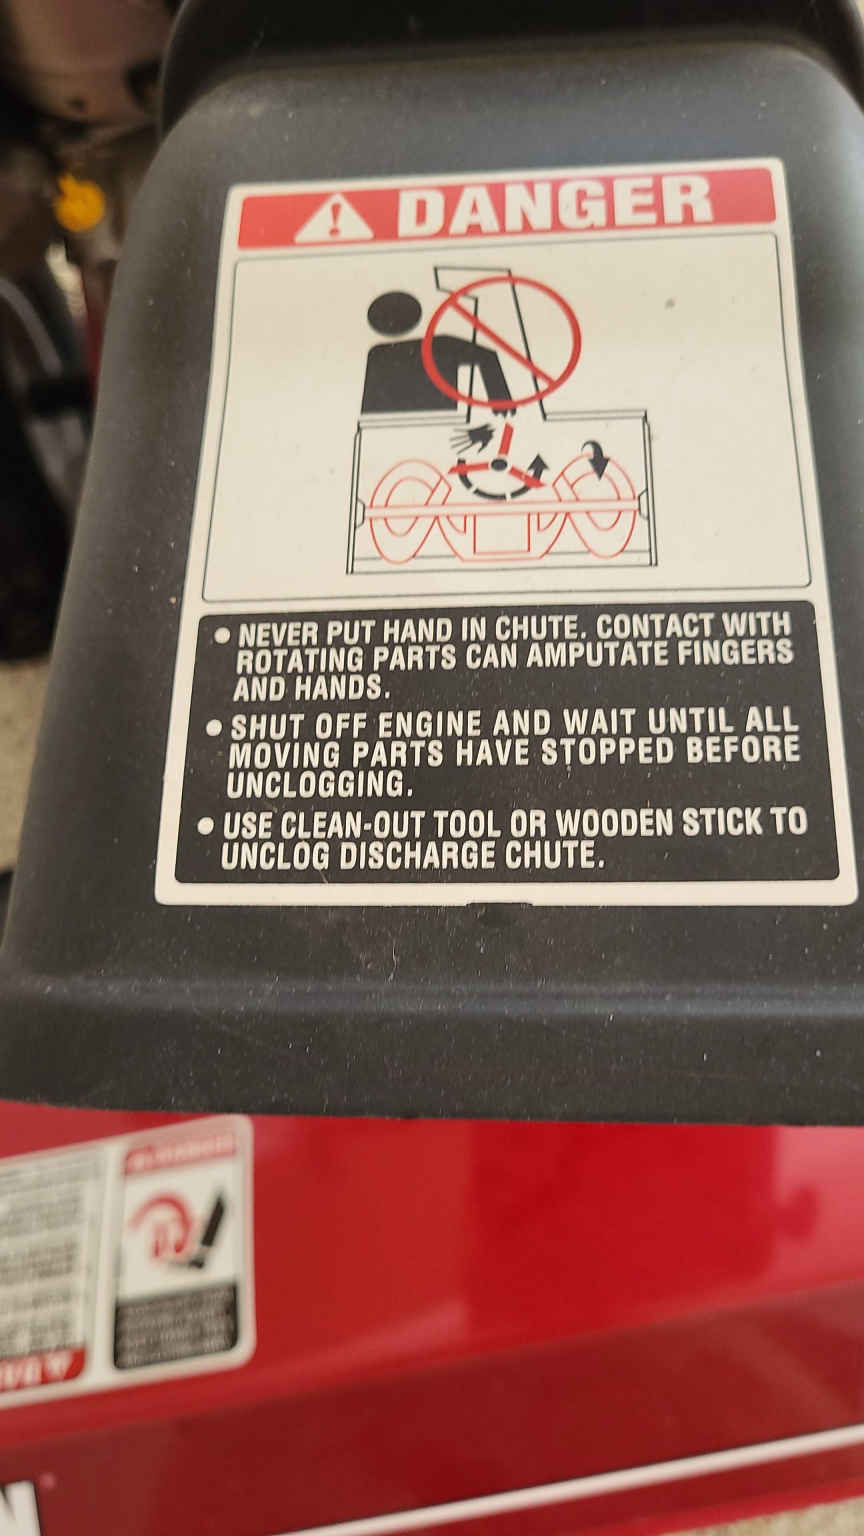 DANGER
• NEVER PUT HAND IN CHUTE. CONTACT WITH
ROTATING PARTS CAN AMPUTATE FINGERS
AND HANDS.
• SHUT OFF ENGINE AND WAIT UNTIL ALL
MOVING PARTS HAVE STOPPED BEFORE
UNCLOGGING.
• USE CLEAN-OUT TOOL OR WOODEN STICK TO
UNCLOG DISCHARGE CHUTE.